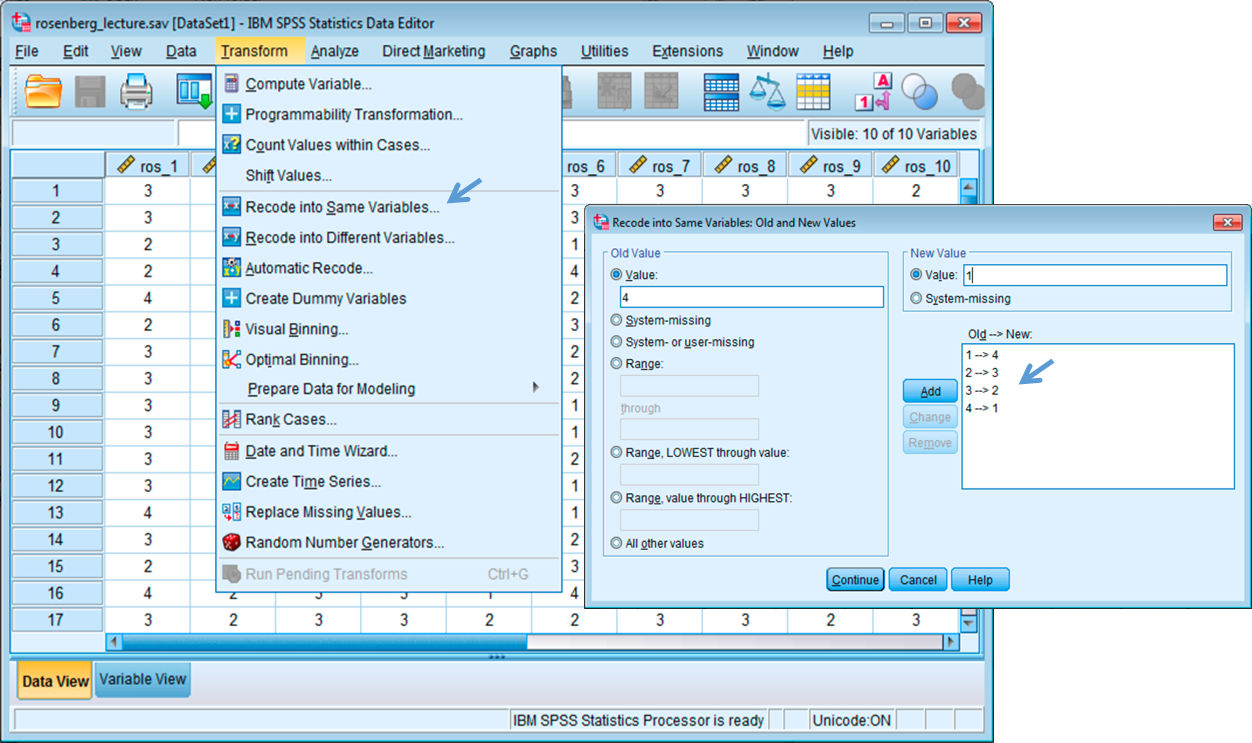 rosenberg_lecture.sav [DataSet1] - IBM SPSS Statistics Data Editor
File Edit View Data Transform Analyze Direct Marketing Graphs Utilities Extensions Window Help
A
1
Visible: 10 of 10 Variables
Compute Variable...
Programmability Transformation...
Count Values within Cases...
Shift Values...
Recode into Same Variables...
Recode into Different Variables...
Automatic Recode...
Create Dummy Variables
Visual Binning...
Optimal Binning...
Prepare Data for Modeling
Rank Cases...
Date and Time Wizard...
Create Time Series...
Replace Missing Values...
Random Number Generators...
Run Pending Transforms Ctrl+G
ros_1 ros_6 ros_7 ros_8 ros_9 ros_10
1 3 3 3 3 3 2
2 3 3
3 2 1
4 2 4
5 4 2
6 2 3
7 3 2
8 3 2
9 3 1
10 3 1
11 3 2
12 3 1
13 4 1
14 3 2
15 2 3
16 4 2 3 3 1 4
17 3 2 3 3 2 2 3 3 2 3
Data View Variable View
IBM SPSS Statistics Processor is ready Unicode:ON
Recode into Same Variables: Old and New Values
Old Value
Value:
4
System-missing
System- or user-missing
Range:
through
Range, LOWEST through value:
Range, value through HIGHEST:
All other values
New Value
Value: 1
System-missing
Old --> New:
1 --> 4
2 --> 3
3 --> 2
4 --> 1
Add
Change
Remove
Continue Cancel Help